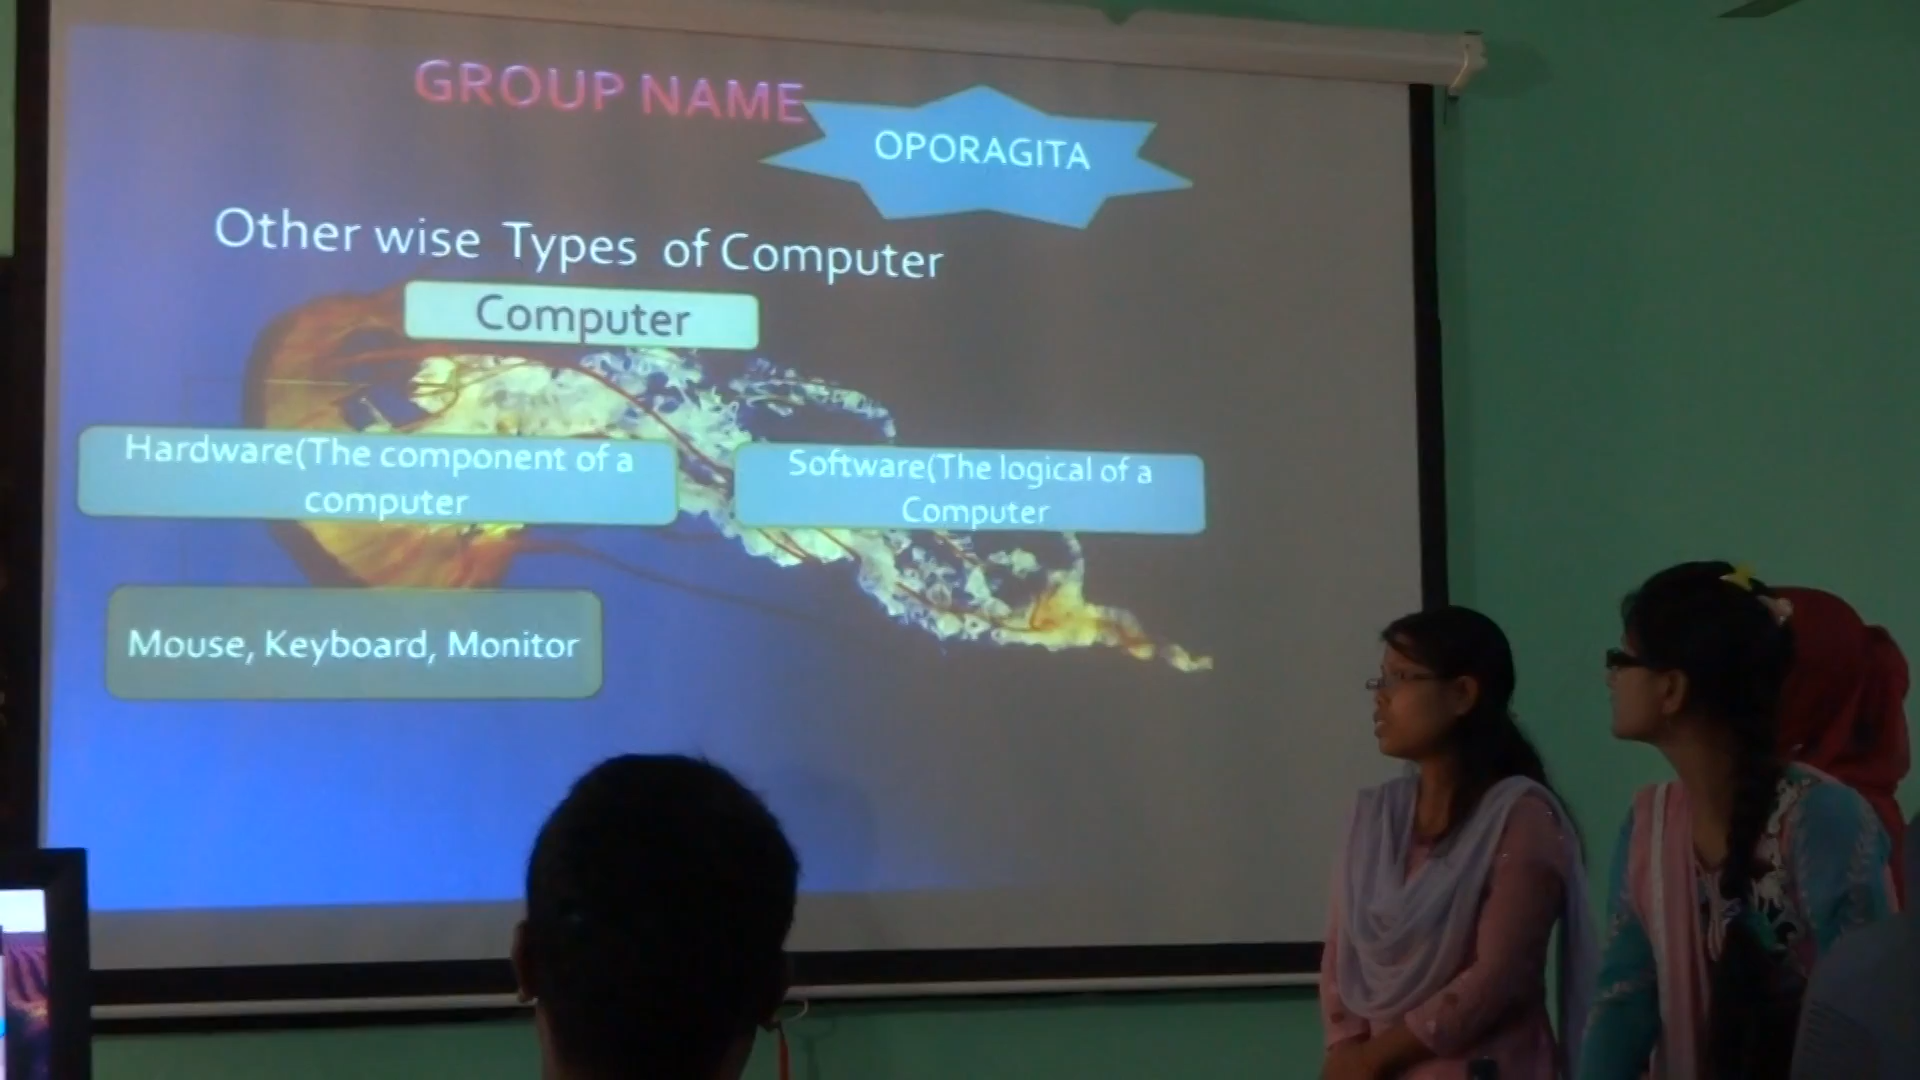 GROUP NAME
OPORAGITA
Other wise Types of Computer
Computer
Hardware(The component of a
computer
Software(The logical of a
Computer
Mouse, Keyboard, Monitor